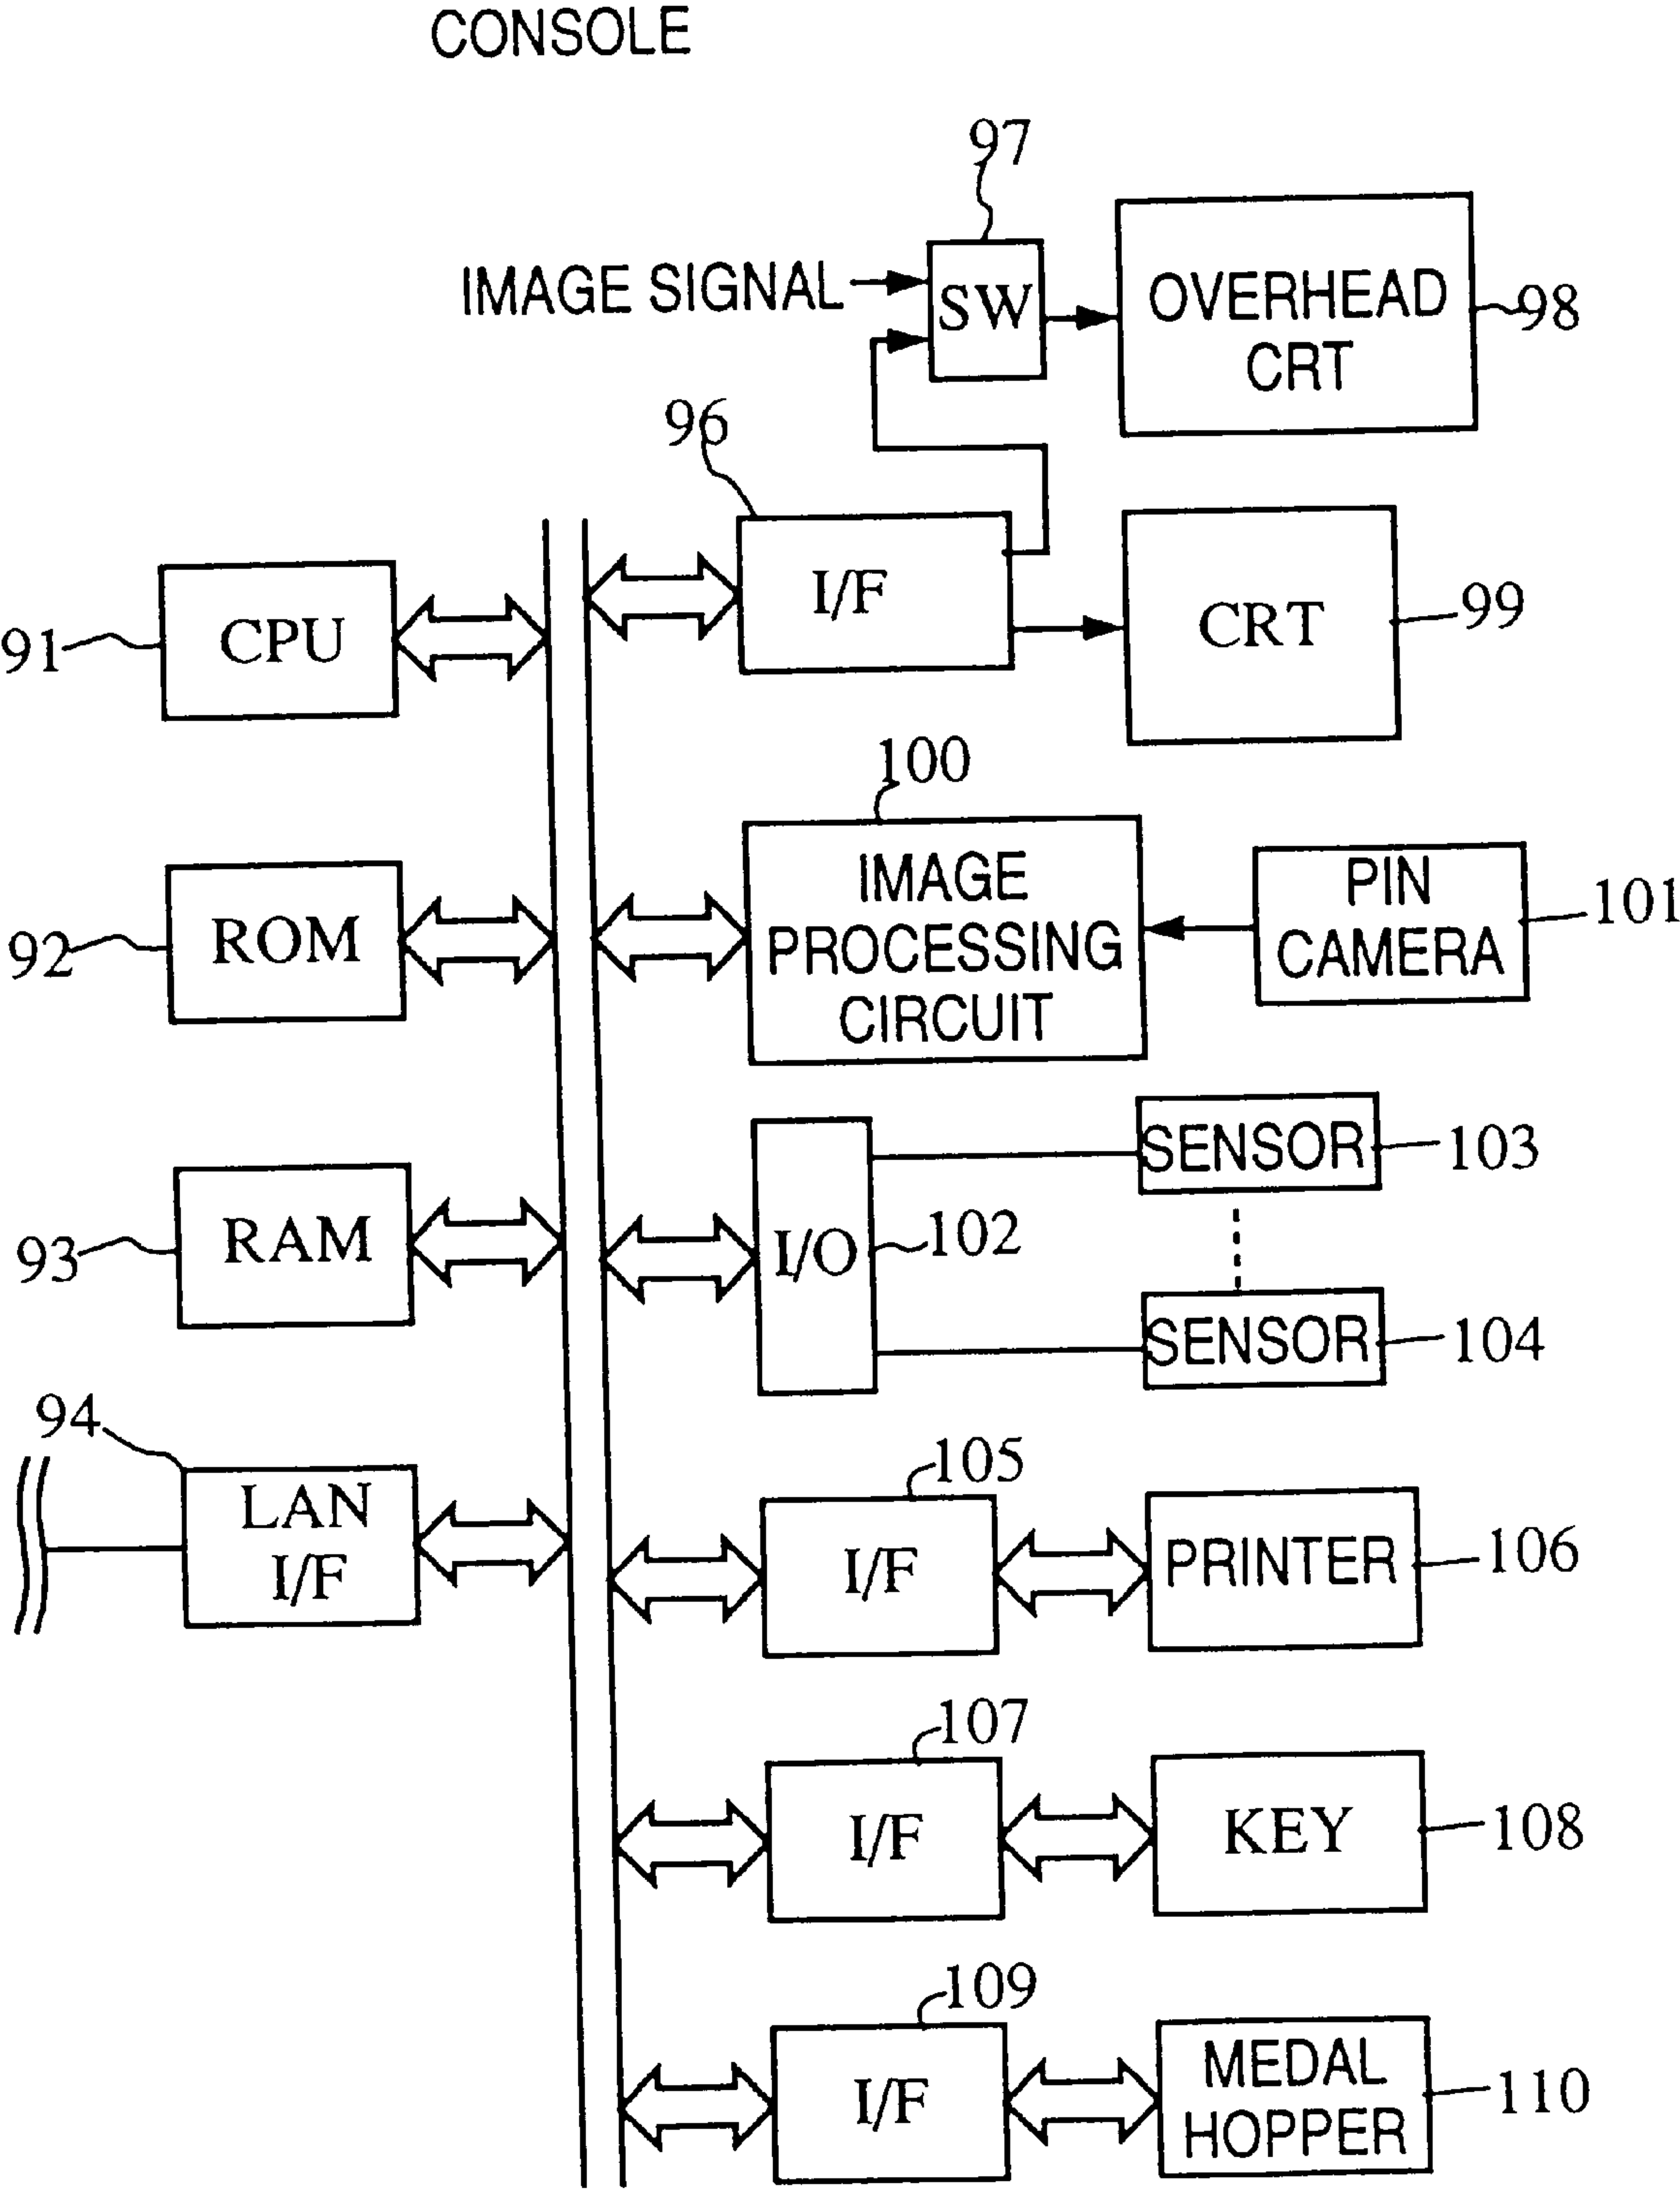 CONSOLE
97
IMAGE SIGNAL
SW
OVERHEAD
CRT
98
96
I/F
CRT
99
CPU
91
100
IMAGE
PROCESSING
CIRCUIT
PIN
CAMERA
101
ROM
92
SENSOR
103
I/O
102
SENSOR
104
RAM
93
94
LAN
I/F
105
I/F
PRINTER
106
107
I/F
KEY
108
109
I/F
MEDAL
HOPPER
110